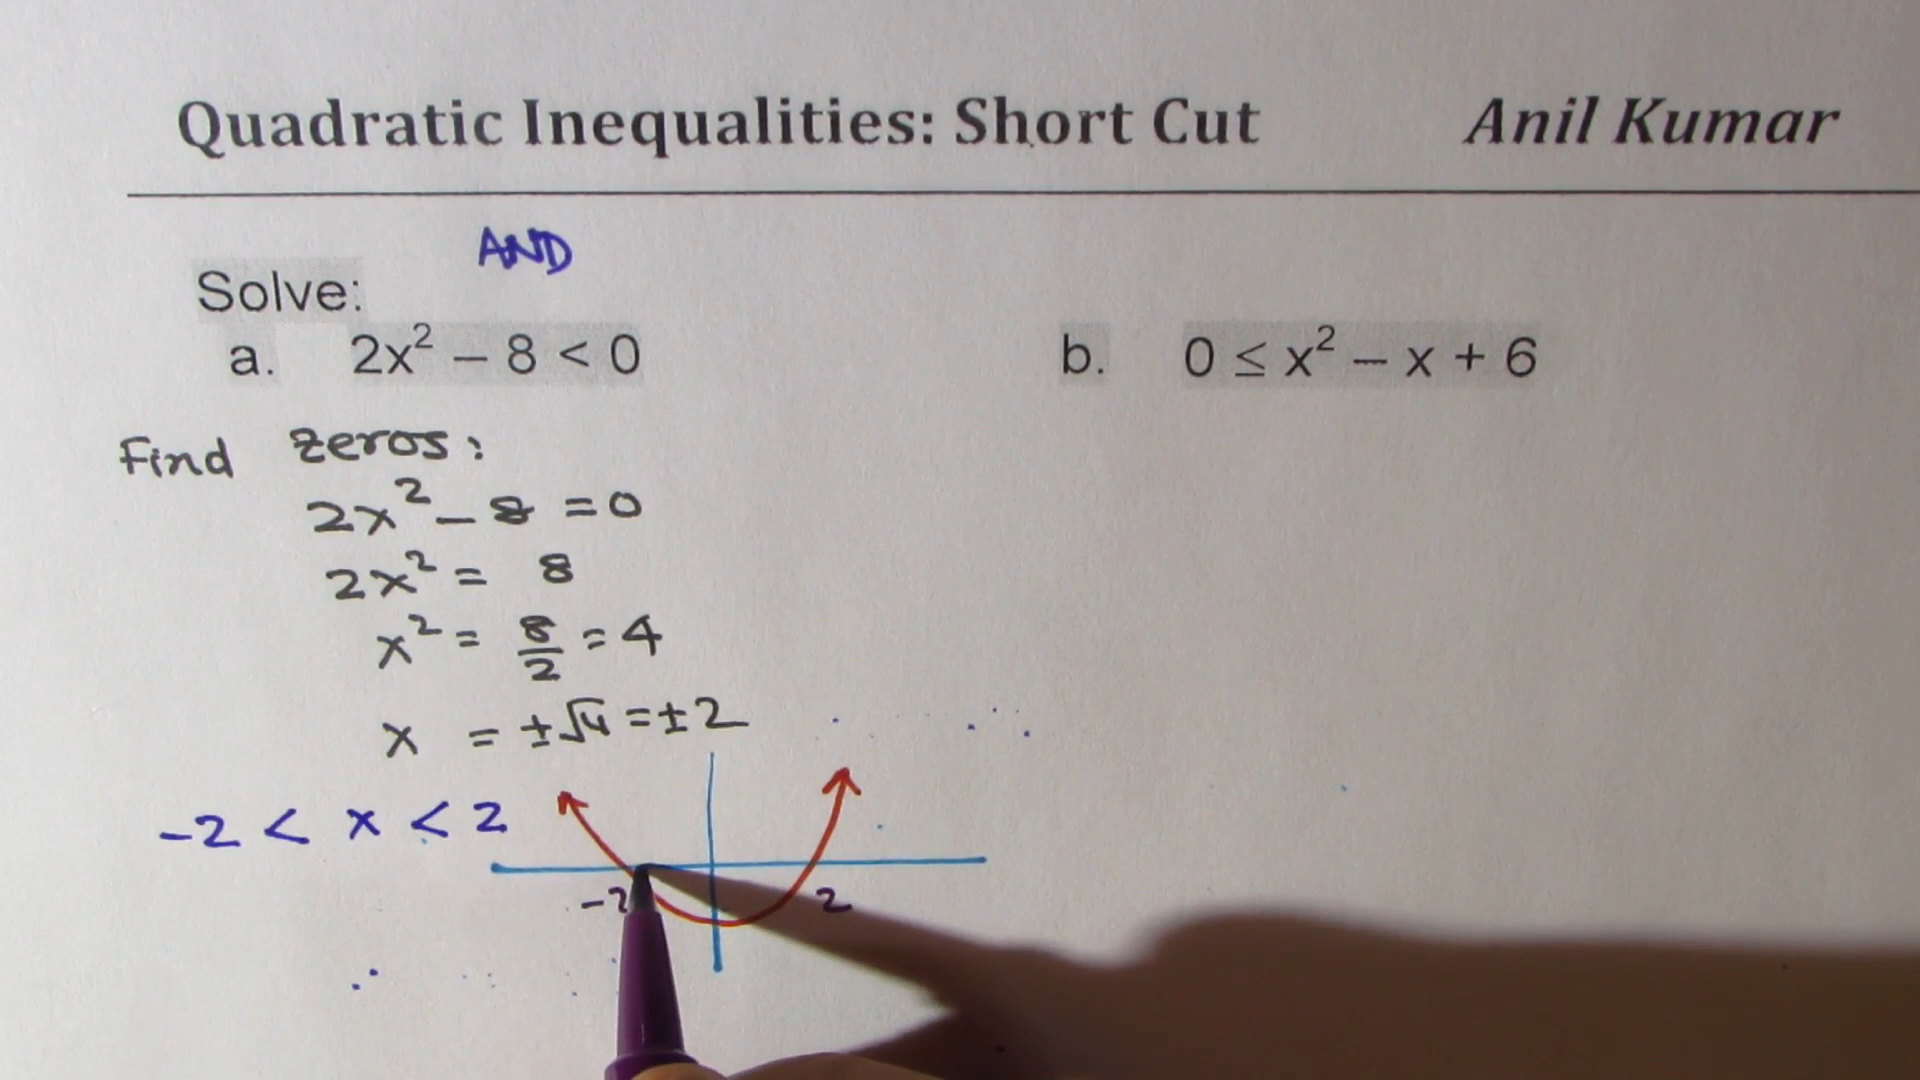 Quadratic Inequalities: Short Cut Anil Kumar
AND
Solve:
a. 2x² – 8 < 0 b. 0 ≤ x² – x + 6
Find zeros:
2x² – 8 = 0
2x² = 8
x² = 8/2 = 4
x = ±√4 = ±2
-2 < x < 2
-2 2